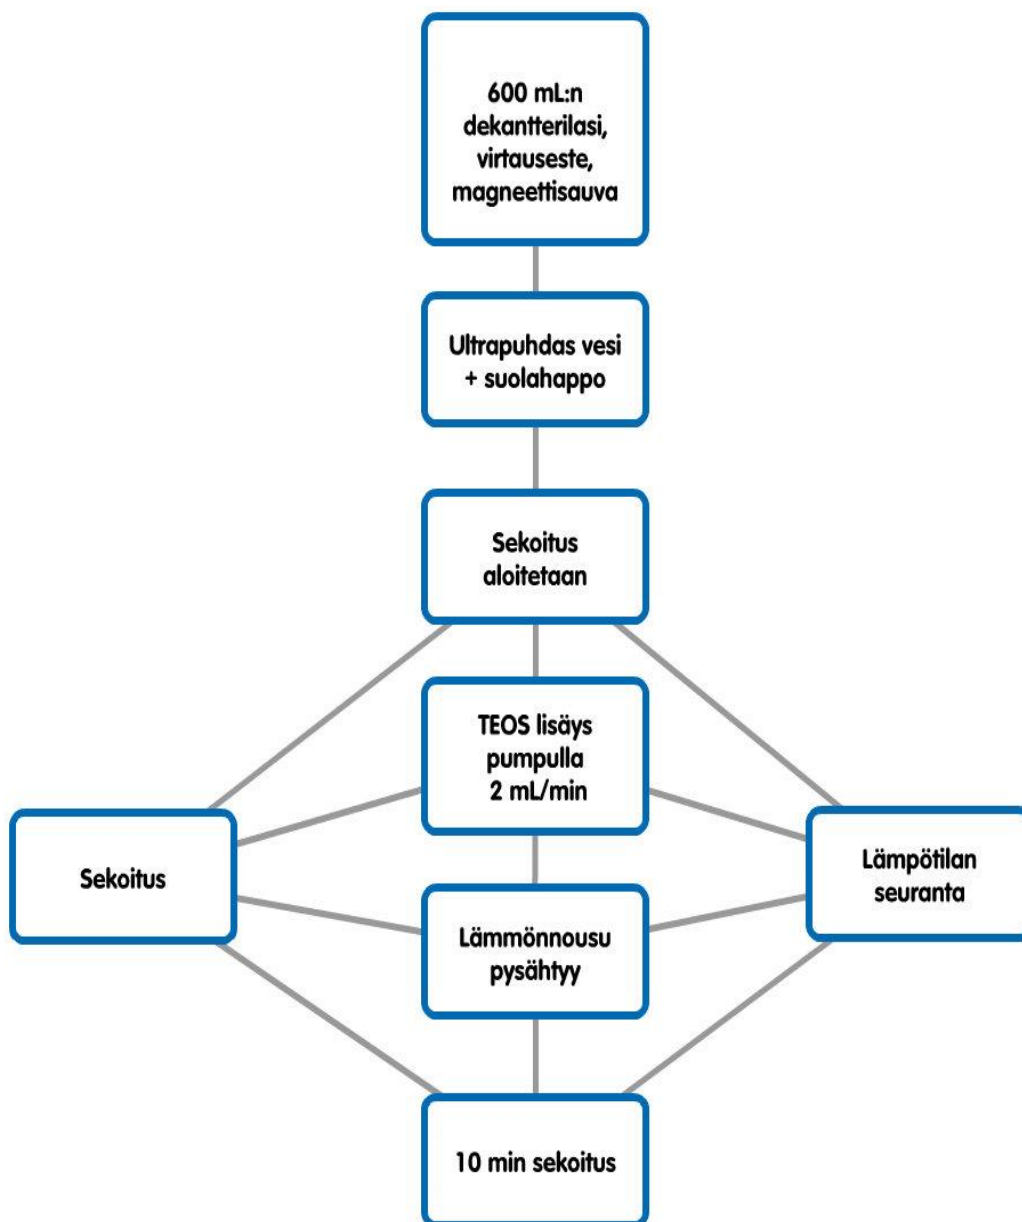 600 mL:n
dekantterilasi,
virtauseste,
magneettisauva
Ultrapuhdas vesi
+ suolahappo
Sekoitus
aloitetaan
TEOS lisäys
pumpulla
2 mL/min
Sekoitus
Lämpötilan
seuranta
Lämmönnousu
pysähtyy
10 min sekoitus